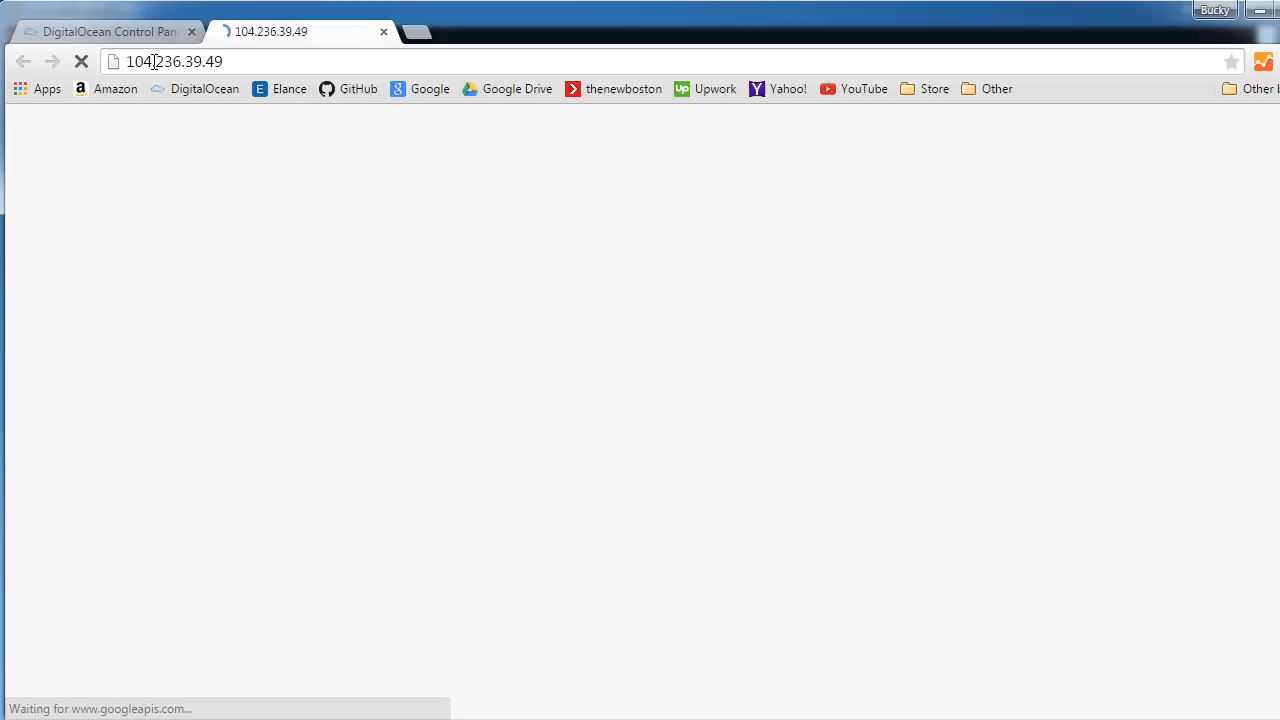 Bucky
DigitalOcean Control Pan
104.236.39.49
104.236.39.49
Apps Amazon DigitalOcean Elance GitHub Google Google Drive thenewboston Upwork Yahoo! YouTube Store Other Other b
Waiting for www.googleapis.com...